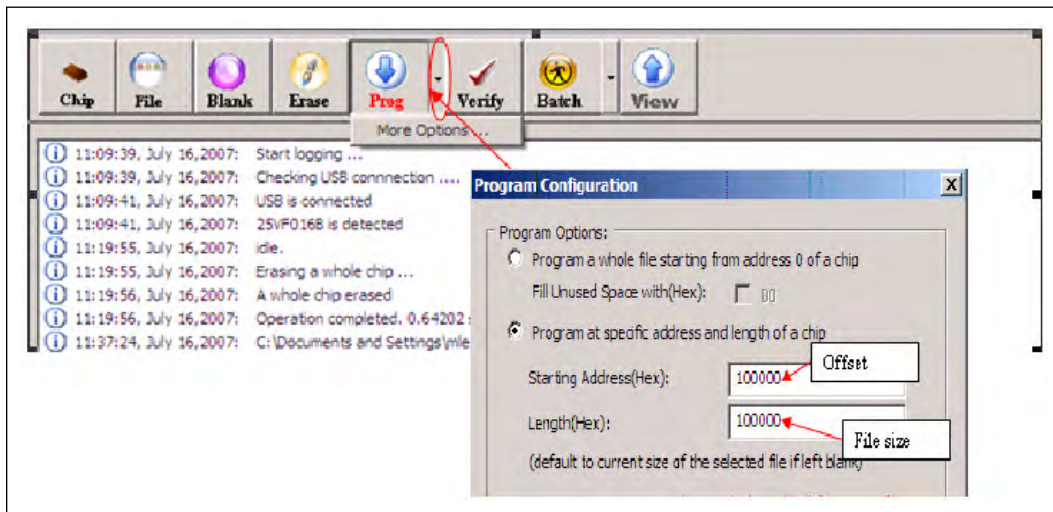 Chip File Blank Erase Prog Verify Batch View
More Options ...
11:09:39, July 16,2007: Start logging ...
11:09:39, July 16,2007: Checking USB connnection ....
11:09:41, July 16,2007: USB is connected
11:09:41, July 16,2007: 25VF016B is detected
11:19:55, July 16,2007: idle.
11:19:55, July 16,2007: Erasing a whole chip ...
11:19:56, July 16,2007: A whole chip erased
11:19:56, July 16,2007: Operation completed. 0.64202
11:37:24, July 16,2007: C:\Documents and Settings\mle
Program Configuration
Program Options:
Program a whole file starting from address 0 of a chip
Fill Unused Space with(Hex):
Program at specific address and length of a chip
Starting Address(Hex): 100000
Offset
Length(Hex): 100000
File size
(default to current size of the selected file if left blank)